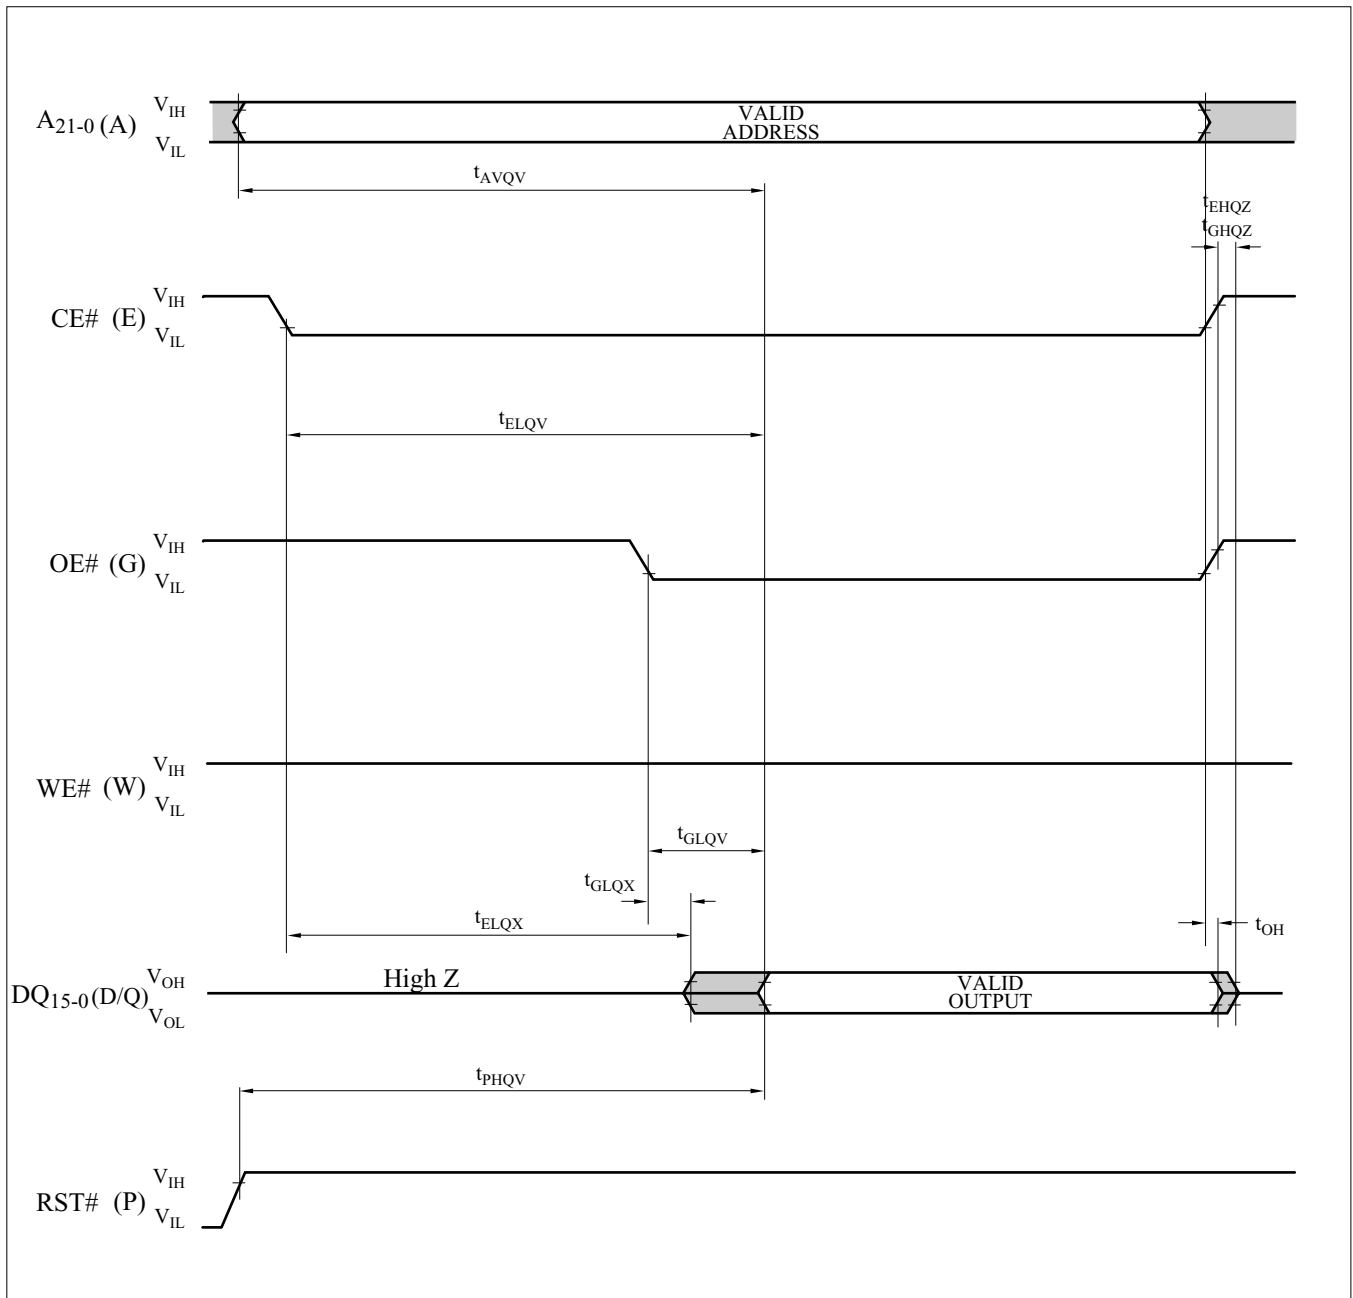 A21-0 (A) VIH VIL
VALID
ADDRESS
tAVQV
tEHQZ
tGHQZ
CE# (E) VIH VIL
tELQV
OE# (G) VIH VIL
WE# (W) VIH VIL
tGLQV
tGLQX
tELQX
tOH
DQ15-0 (D/Q) VOH VOL
High Z
VALID
OUTPUT
tPHQV
RST# (P) VIH VIL